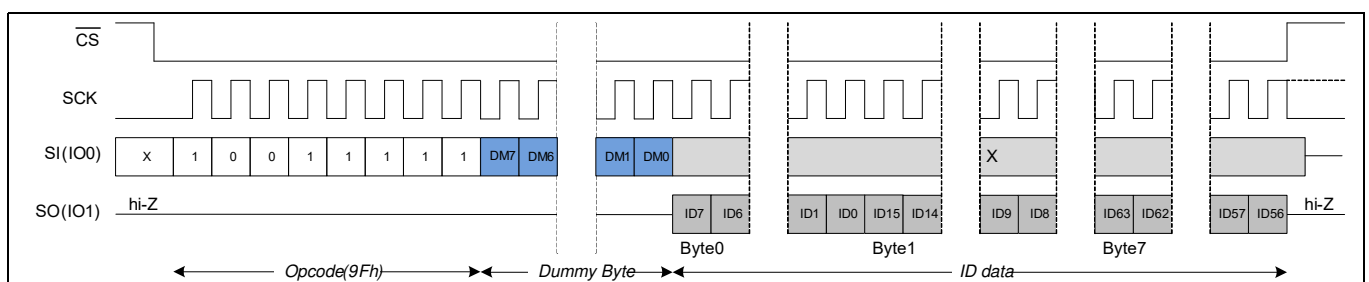 CS
SCK
SI(IO0) X 1 0 0 1 1 1 1 1 DM7 DM6 DM1 DM0 X
SO(IO1) hi-Z ID7 ID6 ID1 ID0 ID15 ID14 ID9 ID8 ID63 ID62 ID57 ID56 hi-Z
Byte0 Byte1 Byte7
Opcode(9Fh) Dummy Byte ID data